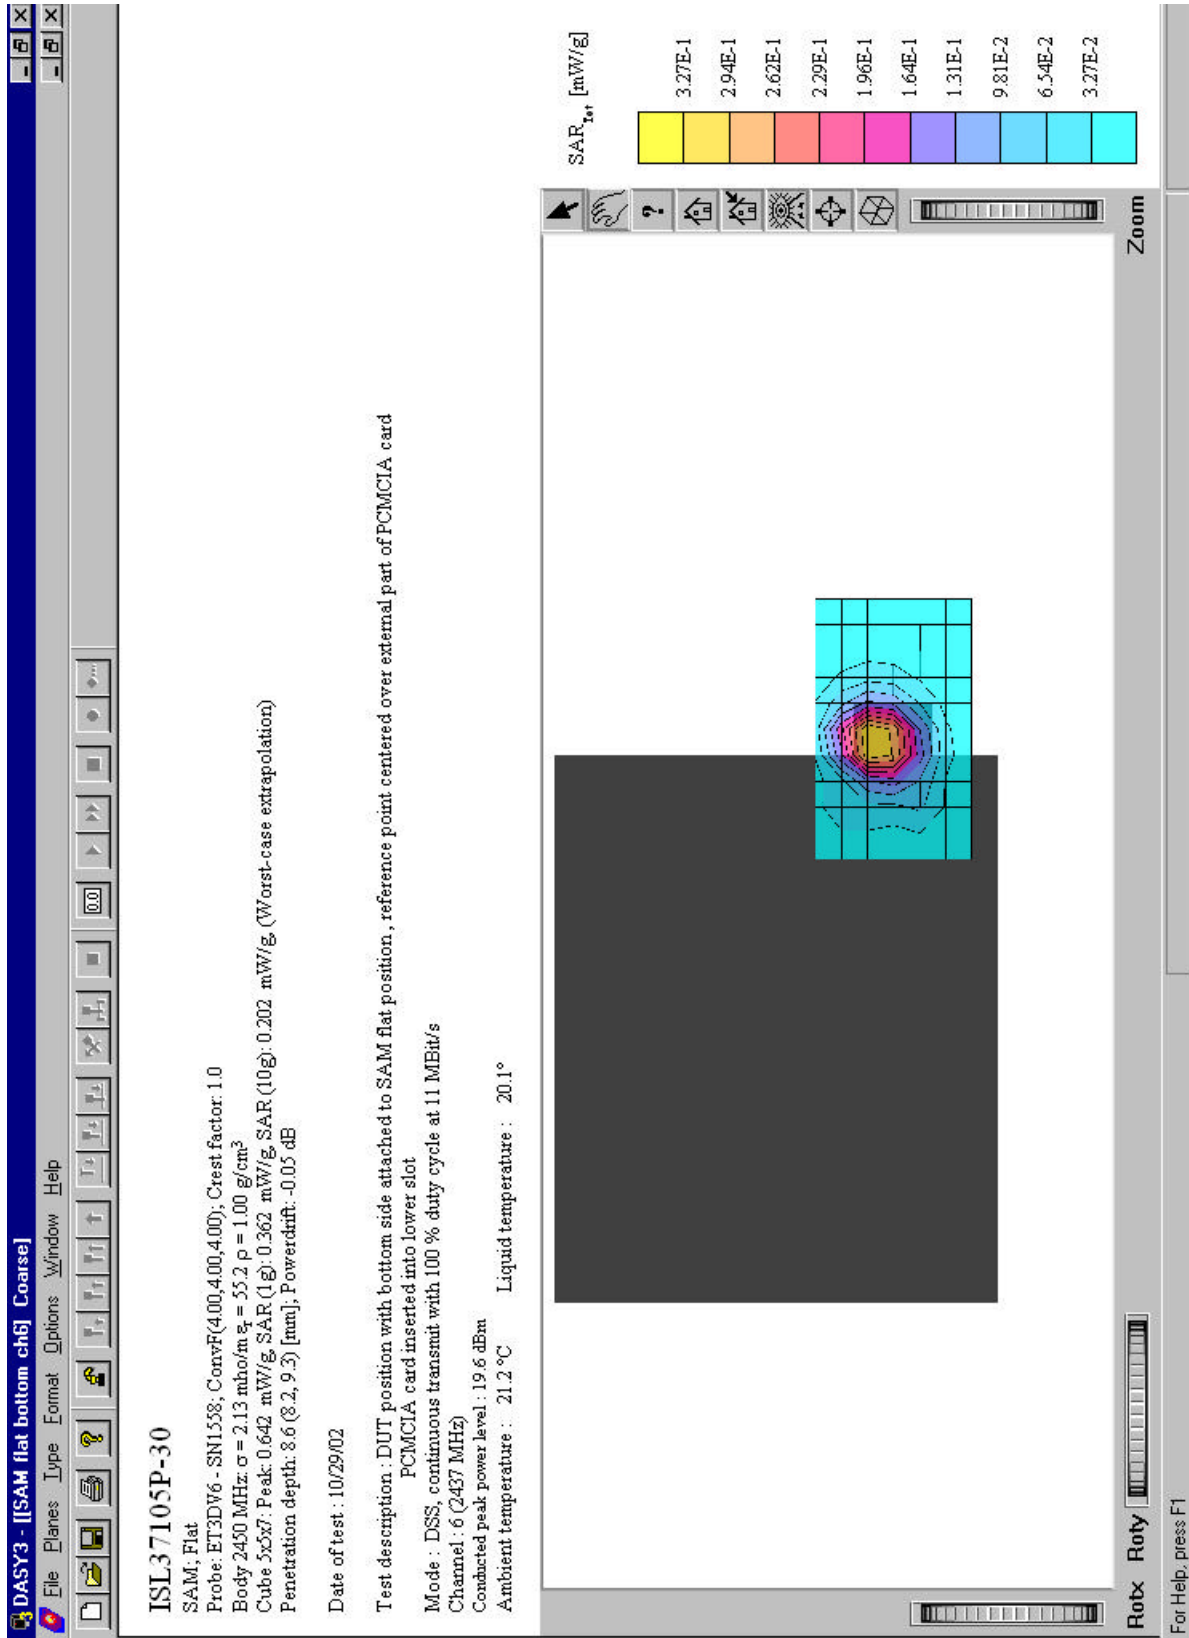 DASY3 - [[SAM flat bottom ch6] Coarse]
File Planes Type Format Options Window Help
0.0
ISL37105P-30
SAM; Flat
Probe: ET3DV6 - SN1558; ConvF(4.00,4.00,4.00); Crest factor: 1.0
Body 2450 MHz: σ = 2.13 mho/m εr = 55.2 ρ = 1.00 g/cm³
Cube 5x5x7: Peak: 0.642 mW/g, SAR (1g): 0.362 mW/g, SAR (10g): 0.202 mW/g, (Worst-case extrapolation)
Penetration depth: 8.6 (8.2, 9.3) [mm]; Powerdrift: -0.05 dB
Date of test : 10/29/02
Test description : DUT position with bottom side attached to SAM flat position , reference point centered over external part of PCMCIA card
PCMCIA card inserted into lower slot
Mode : DSS, continuous transmit with 100 % duty cycle at 11 MBit/s
Channel : 6 (2437 MHz)
Conducted peak power level : 19.6 dBm
Ambient temperature : 21.2 °C Liquid temperature : 20.1°
SAR Tot [mW/g]
3.27E-1
2.94E-1
2.62E-1
2.29E-1
1.96E-1
1.64E-1
1.31E-1
9.81E-2
6.54E-2
3.27E-2
Rotx Roty Zoom
For Help, press F1